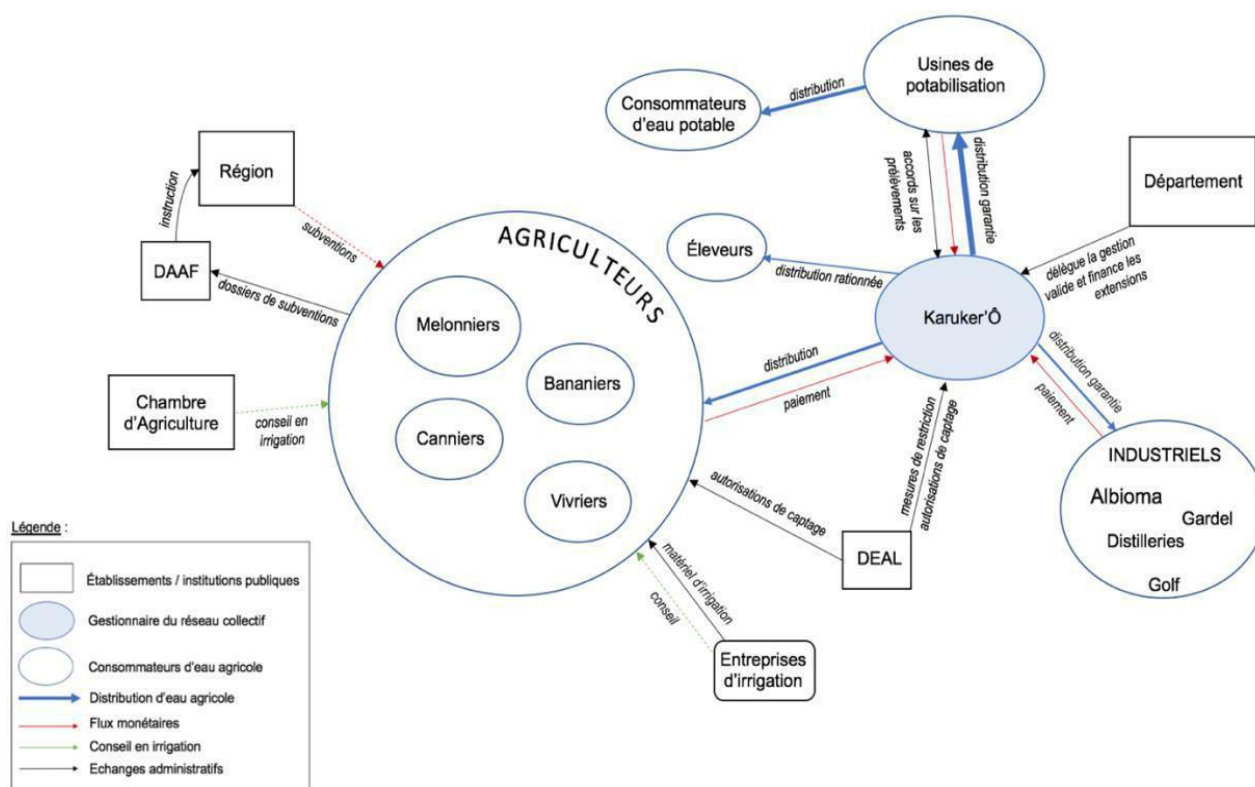 Usines de
potabilisation
distribution
Consommateurs
d'eau potable
accords sur les
prélèvements
distribution garantie
Département
Région
instruction
subventions
DAAF
dossiers de subventions
AGRICULTEURS
Éleveurs
distribution rationnée
délègue la gestion
valide et finance les
extensions
Karuker'Ô
Melonniers
Bananiers
Canniers
Vivriers
distribution
paiement
distribution garantie
paiement
Chambre
d'Agriculture
conseil en
irrigation
mesures de restriction
autorisations de captage
autorisations de captage
INDUSTRIELS
Albioma
Gardel
Distilleries
Golf
DEAL
matériel d'irrigation
conseil
Entreprises
d'irrigation
Légende :
Établissements / institutions publiques
Gestionnaire du réseau collectif
Consommateurs d'eau agricole
Distribution d'eau agricole
Flux monétaires
Conseil en irrigation
Echanges administratifs